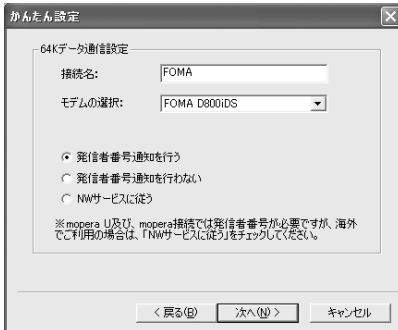 かんたん設定
64Kデータ通信設定
接続名: FOMA
モデムの選択: FOMA D800iDS
発信者番号通知を行う
発信者番号通知を行わない
NWサービスに従う
※mopera U及び、mopera接続では発信者番号が必要ですが、海外
でご利用の場合は、「NWサービスに従う」をチェックしてください。
< 戻る(B) 次へ(N) > キャンセル